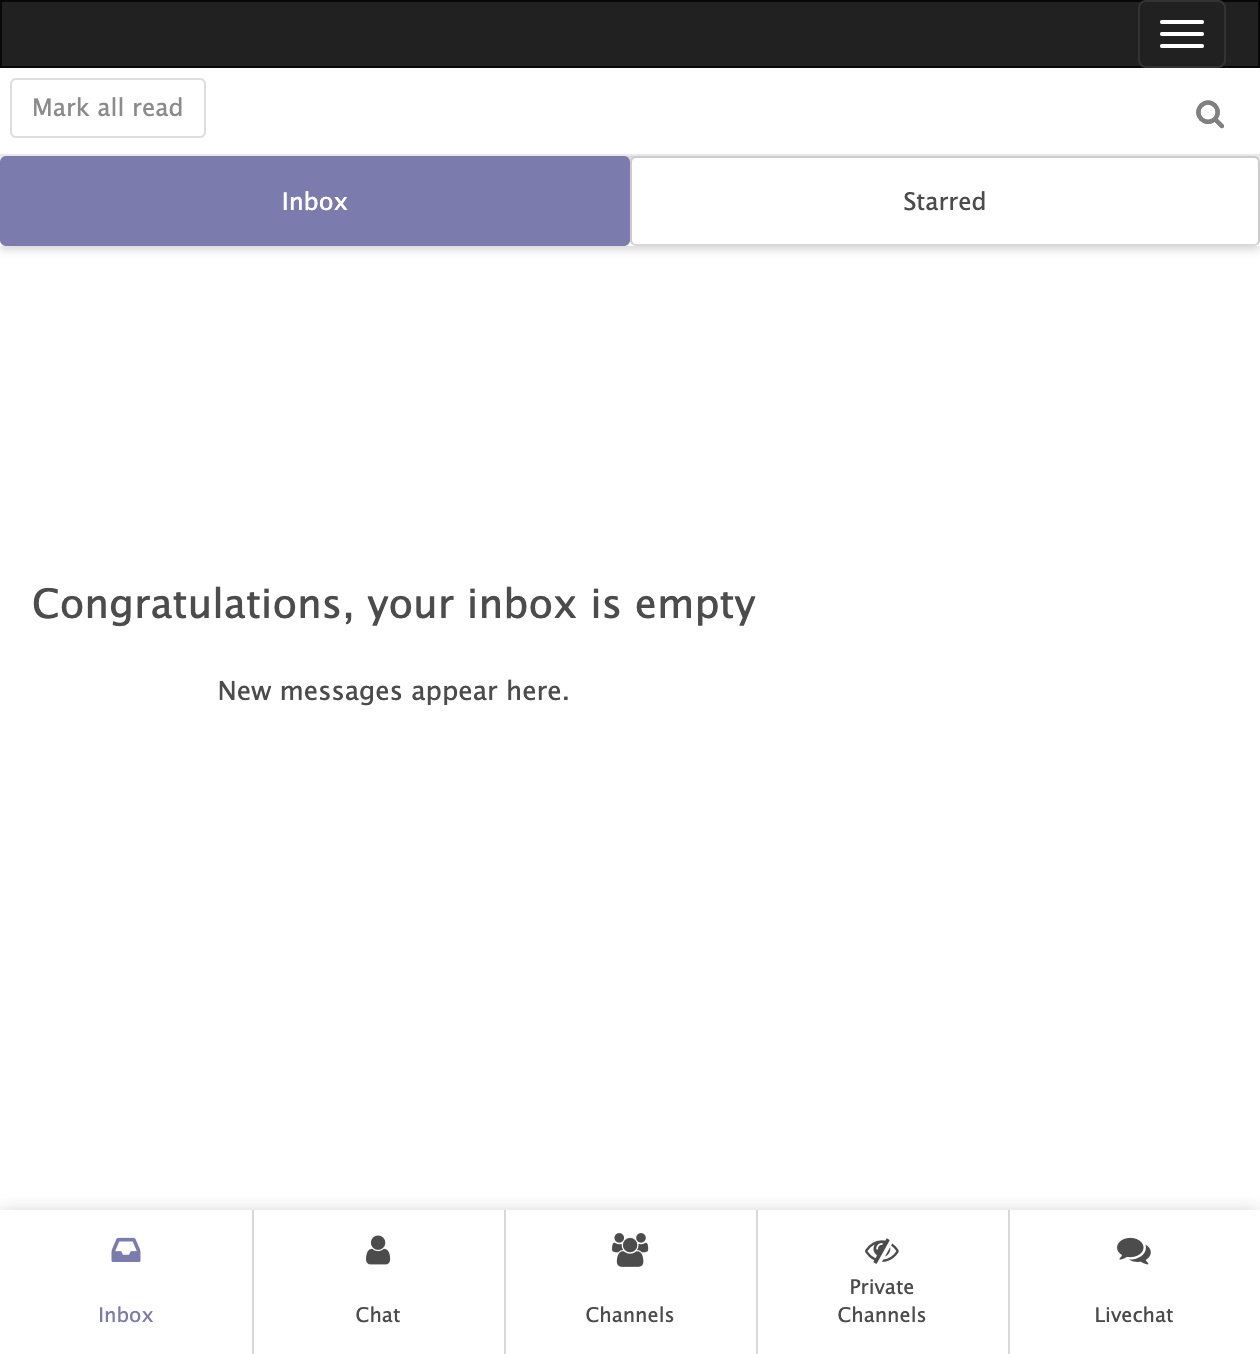 Mark all read
Inbox
Starred
Congratulations, your inbox is empty
New messages appear here.
Inbox
Chat
Channels
Private
Channels
Livechat